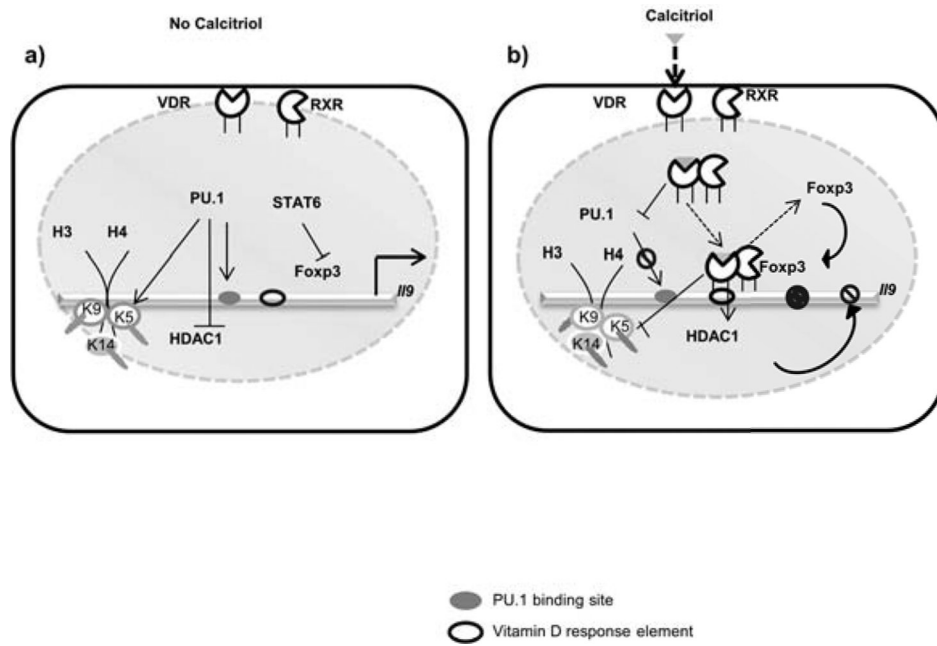 No Calcitriol
a)
VDR
RXR
PU.1
STAT6
H3
H4
Foxp3
Il9
K9
K5
HDAC1
K14
Calcitriol
b)
VDR
RXR
PU.1
Foxp3
H3
H4
Foxp3
Il9
K9
K5
HDAC1
K14
PU.1 binding site
Vitamin D response element